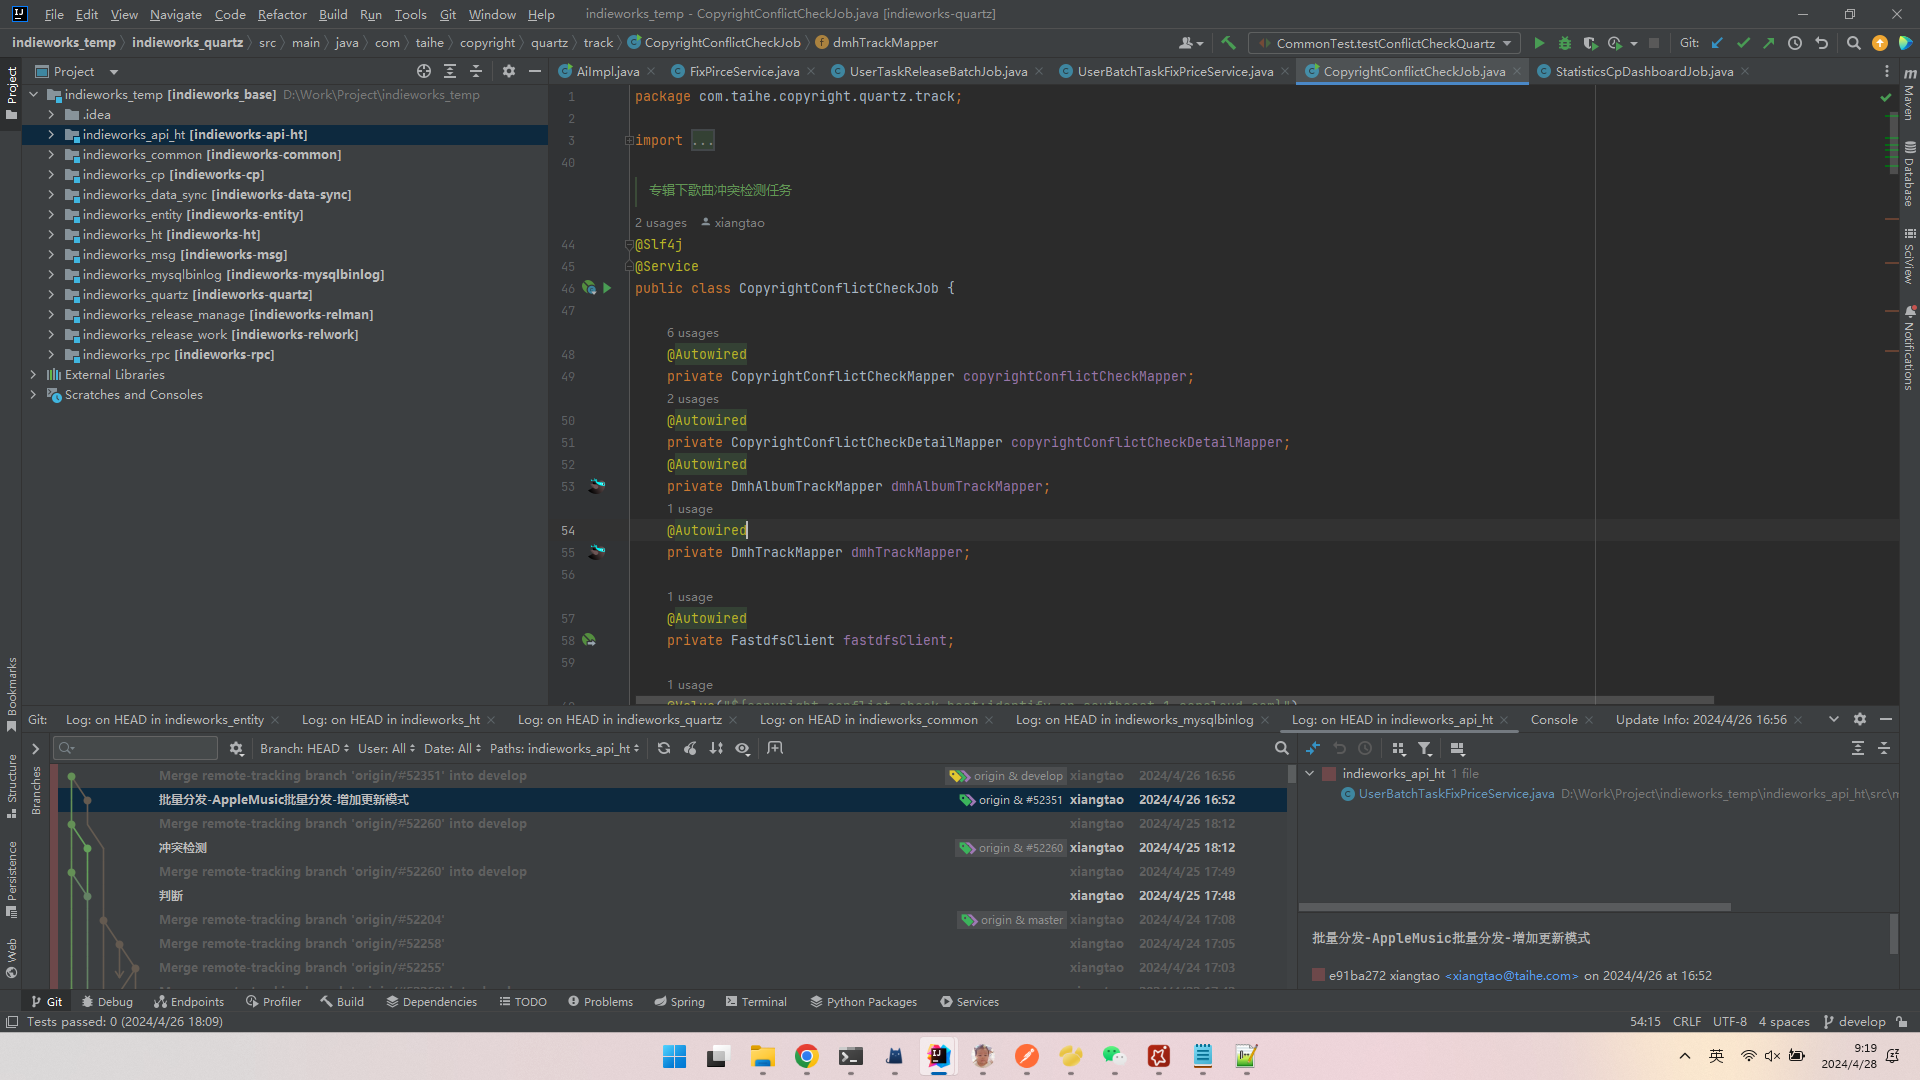 File Edit View Navigate Code Refactor Build Run Tools Git Window Help indieworks_temp - CopyrightConflictCheckJob.java [indieworks-quartz]
indieworks_temp indieworks_quartz src main java com taihe copyright quartz track CopyrightConflictCheckJob dmhTrackMapper CommonTest.testConflictCheckQuartz Git:
Project AiImpl.java FixPirceService.java UserTaskReleaseBatchJob.java UserBatchTaskFixPriceService.java CopyrightConflictCheckJob.java StatisticsCpDashboardJob.java
Project
Bookmarks
Structure
Persistence
Web
Maven
Database
SciView
Notifications
indieworks_temp [indieworks_base] D:\Work\Project\indieworks_temp
.idea
indieworks_api_ht [indieworks-api-ht]
indieworks_common [indieworks-common]
indieworks_cp [indieworks-cp]
indieworks_data_sync [indieworks-data-sync]
indieworks_entity [indieworks-entity]
indieworks_ht [indieworks-ht]
indieworks_msg [indieworks-msg]
indieworks_mysqlbinlog [indieworks-mysqlbinlog]
indieworks_quartz [indieworks-quartz]
indieworks_release_manage [indieworks-relman]
indieworks_release_work [indieworks-relwork]
indieworks_rpc [indieworks-rpc]
External Libraries
Scratches and Consoles
1 package com.taihe.copyright.quartz.track;
2
3 import ...
40
专辑下歌曲冲突检测任务
2 usages xiangtao
44 @Slf4j
45 @Service
46 public class CopyrightConflictCheckJob {
47
6 usages
48 @Autowired
49 private CopyrightConflictCheckMapper copyrightConflictCheckMapper;
2 usages
50 @Autowired
51 private CopyrightConflictCheckDetailMapper copyrightConflictCheckDetailMapper;
52 @Autowired
53 private DmhAlbumTrackMapper dmhAlbumTrackMapper;
1 usage
54 @Autowired
55 private DmhTrackMapper dmhTrackMapper;
56
1 usage
57 @Autowired
58 private FastdfsClient fastdfsClient;
59
1 usage
Git: Log: on HEAD in indieworks_entity Log: on HEAD in indieworks_ht Log: on HEAD in indieworks_quartz Log: on HEAD in indieworks_common Log: on HEAD in indieworks_mysqlbinlog Log: on HEAD in indieworks_api_ht Console Update Info: 2024/4/26 16:56
Branch: HEAD User: All Date: All Paths: indieworks_api_ht
Branches
Merge remote-tracking branch 'origin/#52351' into develop origin & develop xiangtao 2024/4/26 16:56
批量分发-AppleMusic批量分发-增加更新模式 origin & #52351 xiangtao 2024/4/26 16:52
Merge remote-tracking branch 'origin/#52260' into develop xiangtao 2024/4/25 18:12
冲突检测 origin & #52260 xiangtao 2024/4/25 18:12
Merge remote-tracking branch 'origin/#52260' into develop xiangtao 2024/4/25 17:49
判断 xiangtao 2024/4/25 17:48
Merge remote-tracking branch 'origin/#52204' origin & master xiangtao 2024/4/24 17:08
Merge remote-tracking branch 'origin/#52258' xiangtao 2024/4/24 17:05
Merge remote-tracking branch 'origin/#52255' xiangtao 2024/4/24 17:03
indieworks_api_ht 1 file
UserBatchTaskFixPriceService.java D:\Work\Project\indieworks_temp\indieworks_api_ht\src\m
批量分发-AppleMusic批量分发-增加更新模式
e91ba272 xiangtao <xiangtao@taihe.com> on 2024/4/26 at 16:52
Git Debug Endpoints Profiler Build Dependencies TODO Problems Spring Terminal Python Packages Services
Tests passed: 0 (2024/4/26 18:09) 54:15 CRLF UTF-8 4 spaces develop
英 9:19
2024/4/28